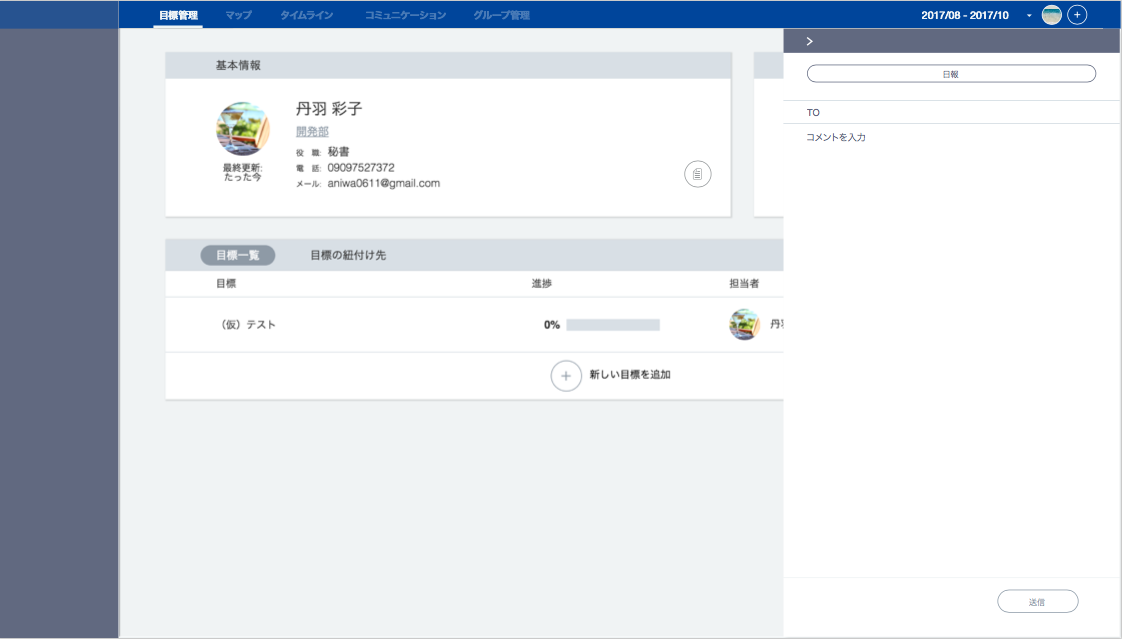 目標管理 マップ タイムライン コミュニケーション グループ管理 2017/08 - 2017/10
基本情報
丹羽 彩子
開発部
役 職: 秘書
電 話: 09097527372
メール: aniwa0611@gmail.com
最終更新:
たった今
目標一覧 目標の紐付け先
目標 進捗 担当者
（仮）テスト 0% 丹
新しい目標を追加
日報
TO
コメントを入力
送信